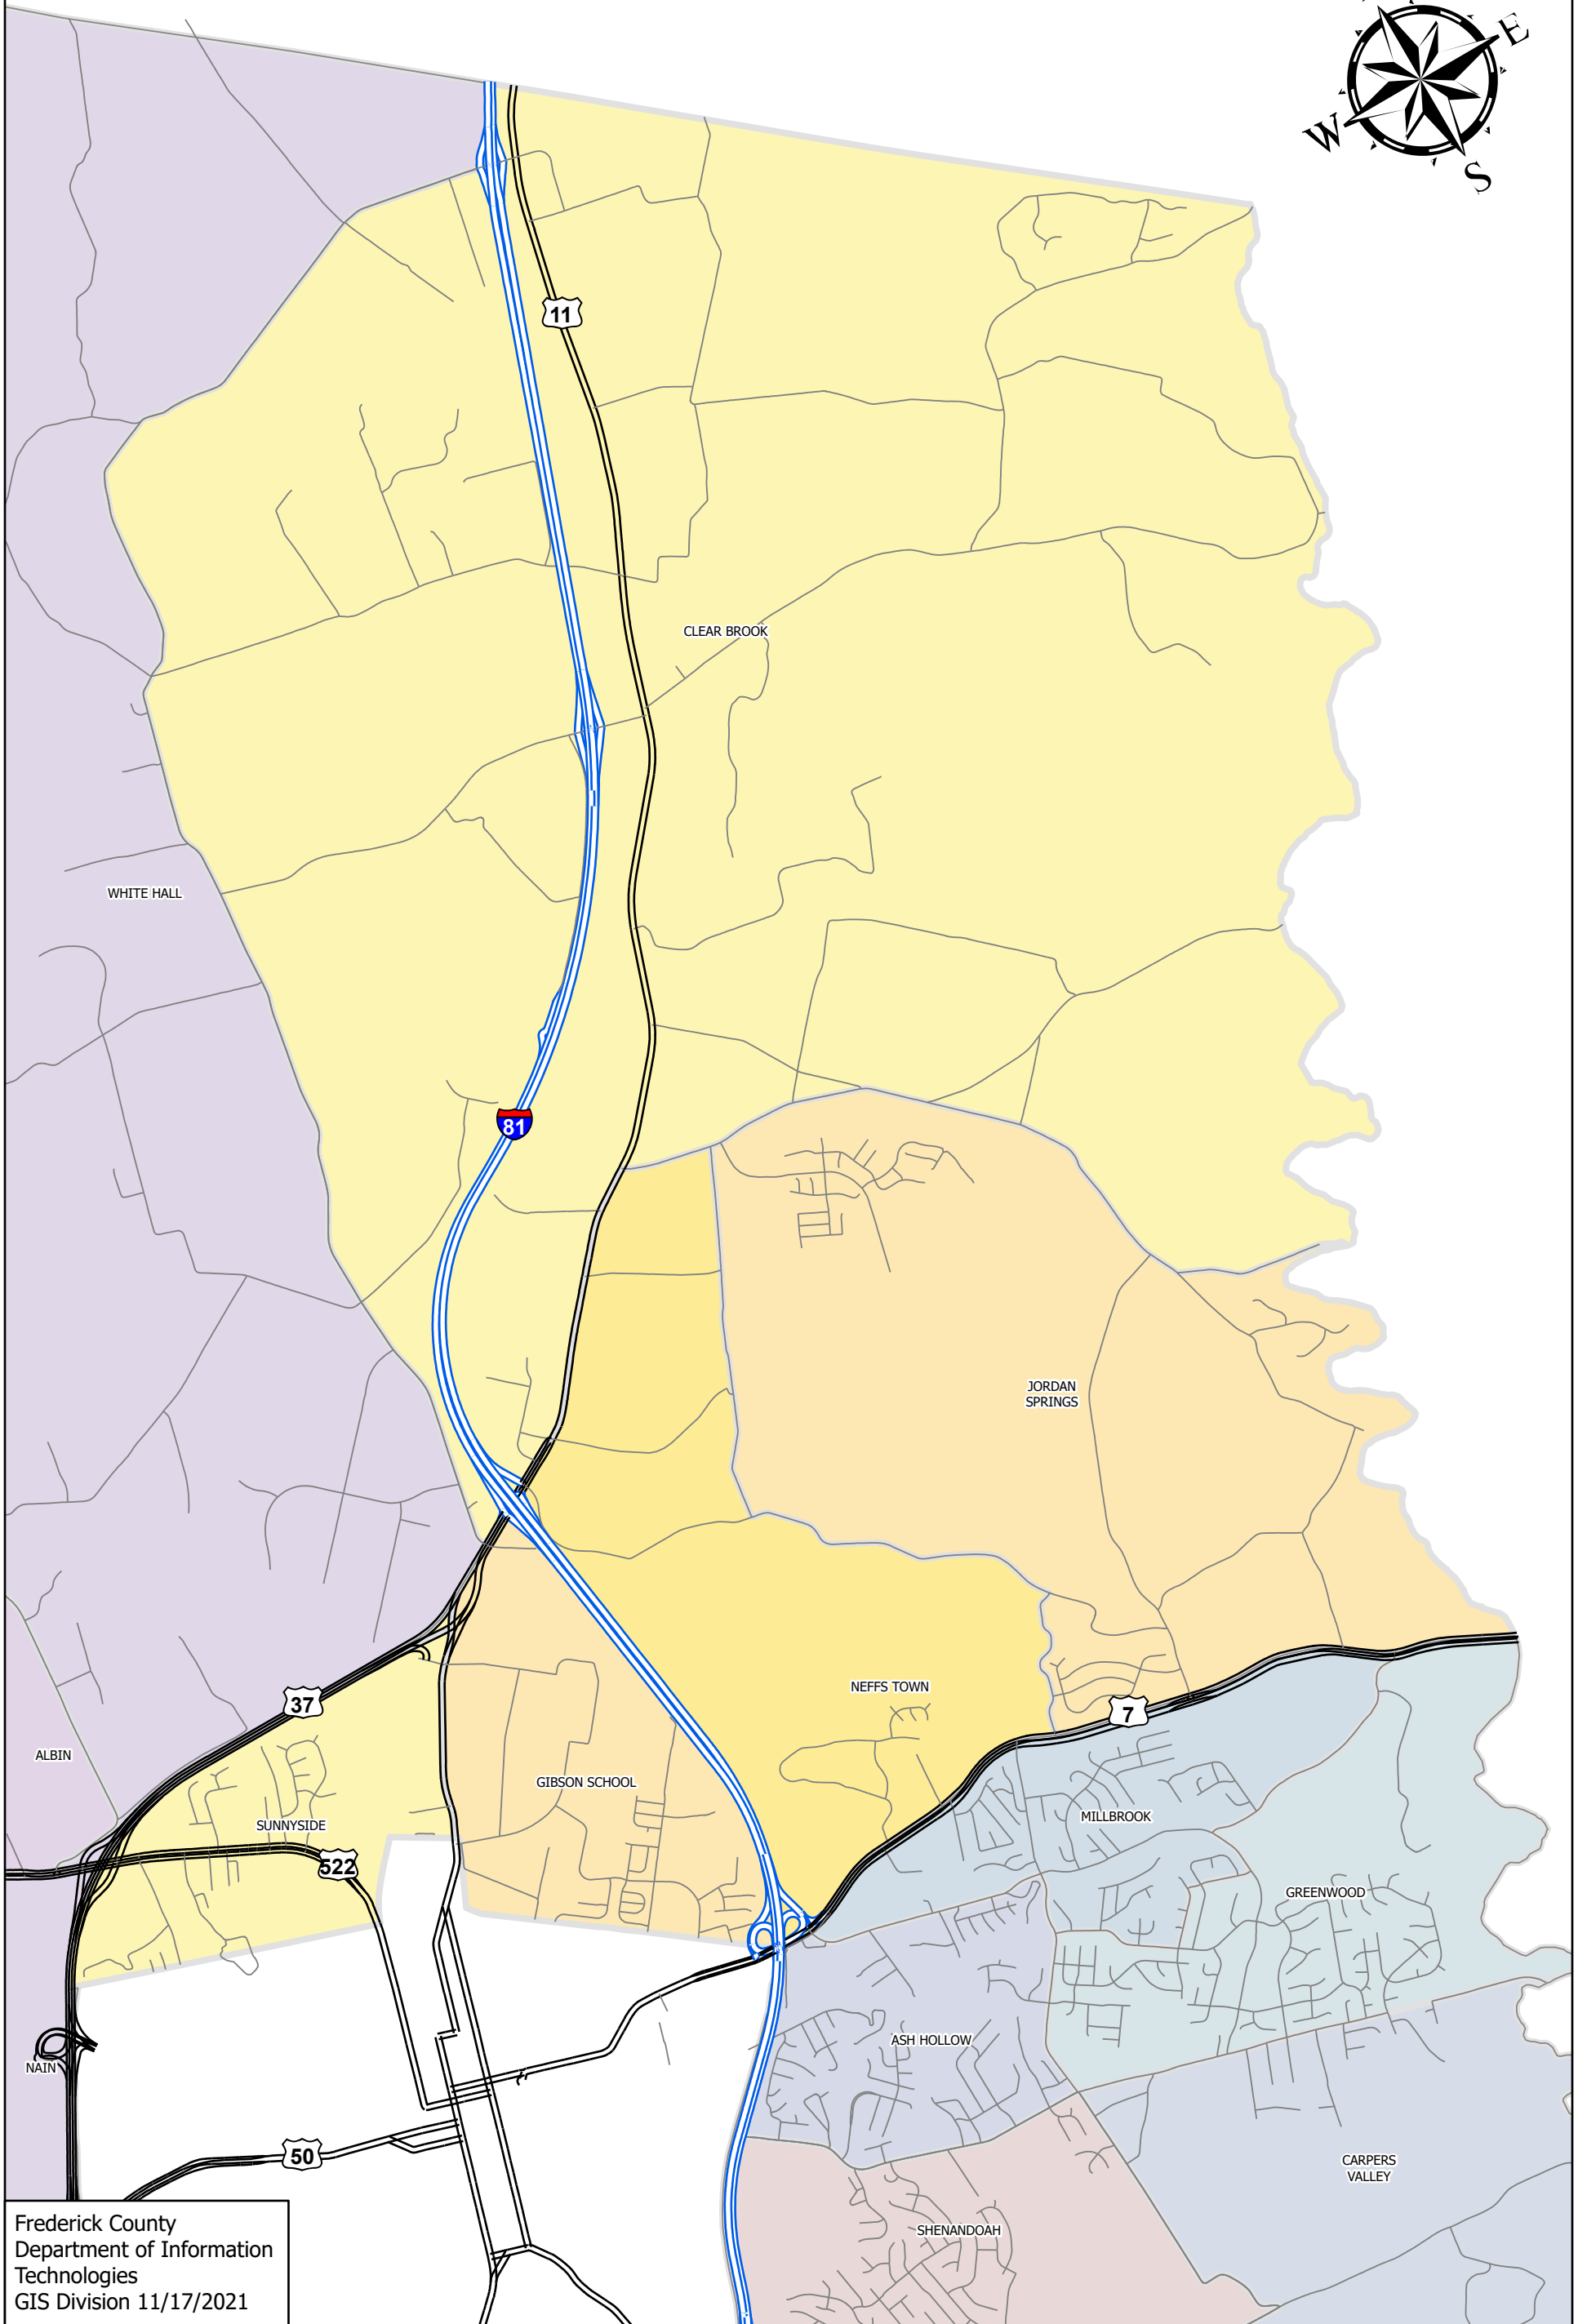 E
W
S
11
CLEAR BROOK
WHITE HALL
81
JORDAN
SPRINGS
NEFFS TOWN
37
7
ALBIN
GIBSON SCHOOL
MILLBROOK
SUNNYSIDE
522
GREENWOOD
ASH HOLLOW
NAIN
50
CARPERS
VALLEY
SHENANDOAH
Frederick County
Department of Information
Technologies
GIS Division 11/17/2021